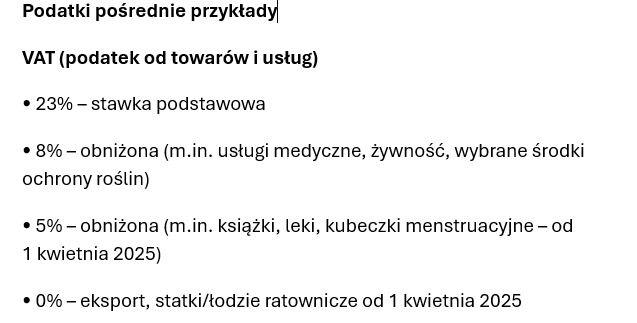 Podatki pośrednie przykłady
VAT (podatek od towarów i usług)
• 23% – stawka podstawowa
• 8% – obniżona (m.in. usługi medyczne, żywność, wybrane środki
ochrony roślin)
• 5% – obniżona (m.in. książki, leki, kubeczki menstruacyjne – od
1 kwietnia 2025)
• 0% – eksport, statki/łodzie ratownicze od 1 kwietnia 2025